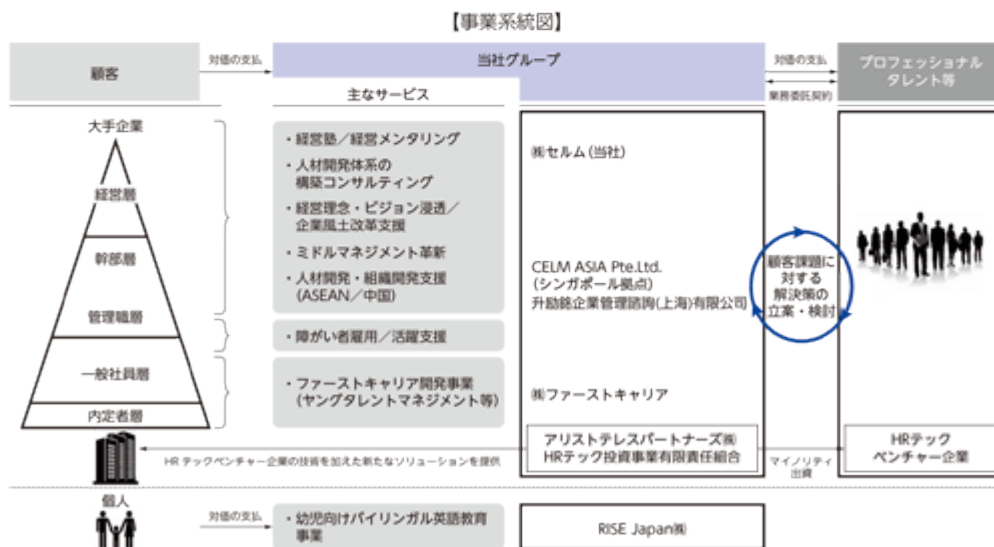 【事業系統図】
顧客
対価の支払
当社グループ
対価の支払
業務委託契約
プロフェッショナル
タレント等
主なサービス
大手企業
経営層
幹部層
管理職層
一般社員層
内定者層
・経営塾／経営メンタリング
・人材開発体系の
構築コンサルティング
・経営理念・ビジョン浸透／
企業風土改革支援
・ミドルマネジメント革新
・人材開発・組織開発支援
(ASEAN／中国)
・障がい者雇用／活躍支援
・ファーストキャリア開発事業
(ヤングタレントマネジメント等)
㈱セルム(当社)
CELM ASIA Pte.Ltd.
(シンガポール拠点)
升励銘企業管理諮詢(上海)有限公司
㈱ファーストキャリア
顧客課題に
対する
解決策の
立案・検討
アリストテレスパートナーズ㈱
HRテック投資事業有限責任組合
HRテック
ベンチャー企業
HRテックベンチャー企業の技術を加えた新たなソリューションを提供
マイノリティ
出資
個人
対価の支払
・幼児向けバイリンガル英語教育
事業
RISE Japan㈱